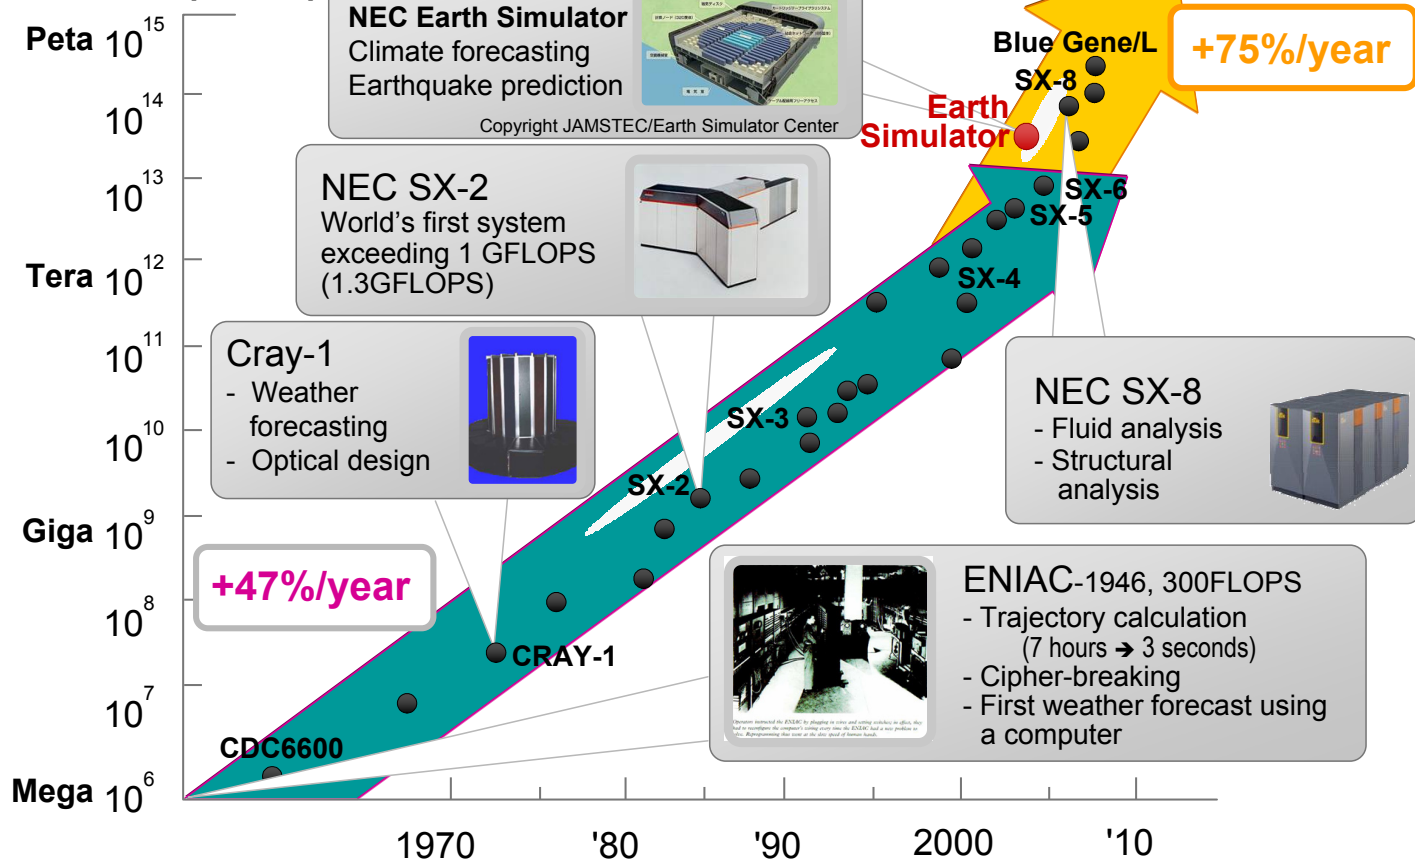 Peta 10^15
10^14
10^13
Tera 10^12
10^11
10^10
Giga 10^9
10^8
10^7
Mega 10^6
1970 '80 '90 2000 '10
NEC Earth Simulator
Climate forecasting
Earthquake prediction
Copyright JAMSTEC/Earth Simulator Center
+75%/year
Blue Gene/L
SX-8
Earth
Simulator
SX-6
SX-5
SX-4
SX-3
SX-2
CRAY-1
CDC6600
NEC SX-2
World's first system
exceeding 1 GFLOPS
(1.3GFLOPS)
Cray-1
- Weather
forecasting
- Optical design
+47%/year
NEC SX-8
- Fluid analysis
- Structural
analysis
ENIAC-1946, 300FLOPS
- Trajectory calculation
(7 hours ➔ 3 seconds)
- Cipher-breaking
- First weather forecast using
a computer